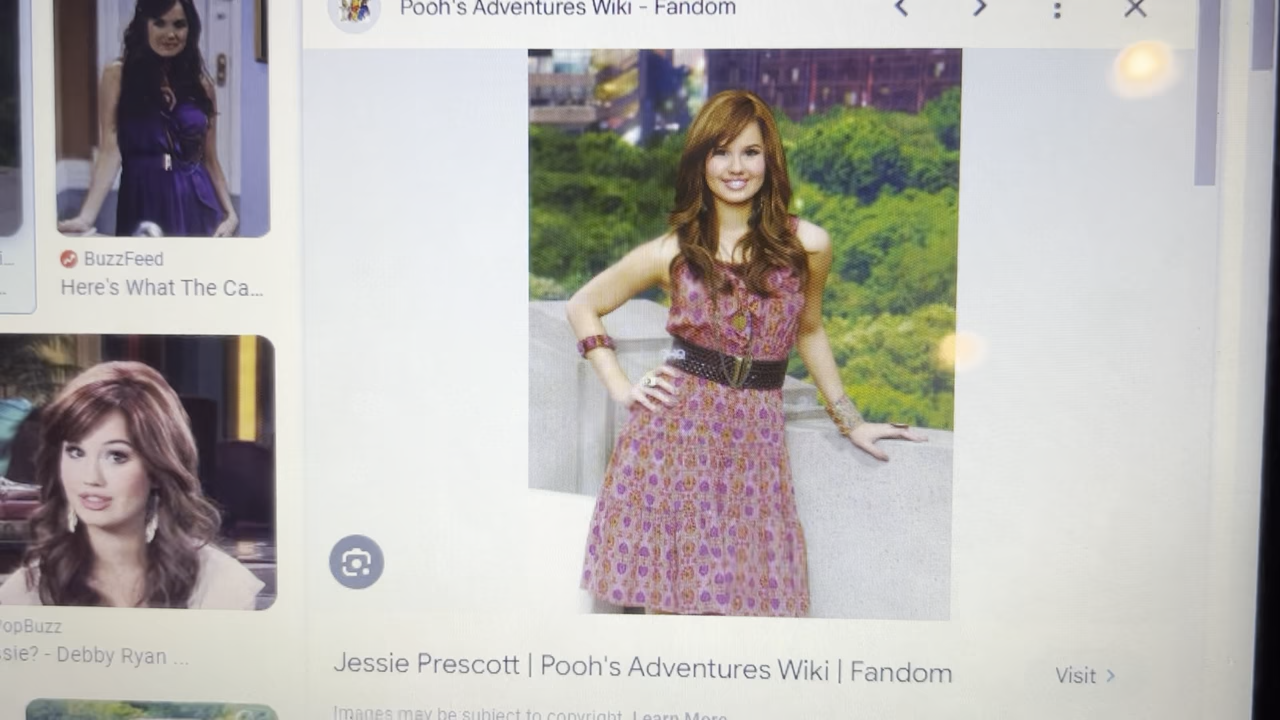 Pooh's Adventures Wiki - Fandom
BuzzFeed
Here's What The Ca...
opBuzz
ssie? - Debby Ryan ...
Jessie Prescott | Pooh's Adventures Wiki | Fandom
Visit
Images may be subject to copyright. Learn More